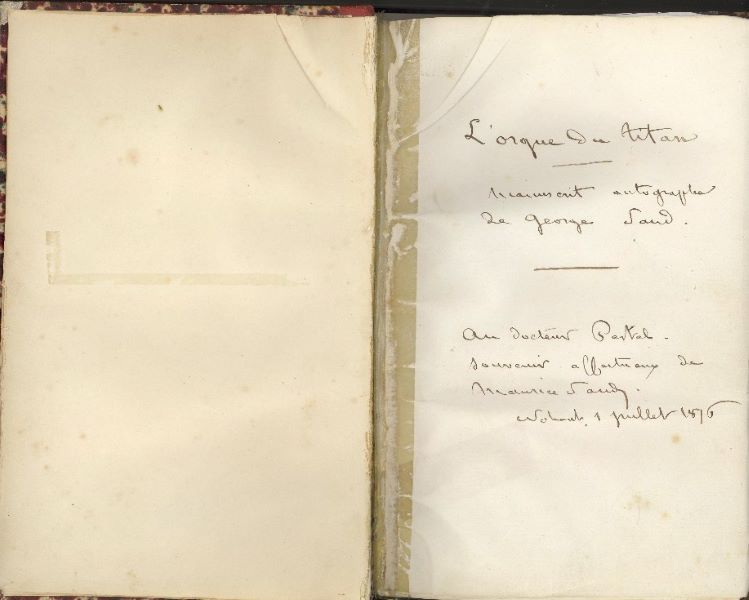 L'orgue du titan
Manuscrit autographe
de George Sand.
Au docteur Pestel.
souvenir affectueux de
Maurice Sand.
Nohant, 1 juillet 1876